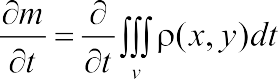 ∂m/∂t = ∂/∂t ∭_v ρ(x, y)dt